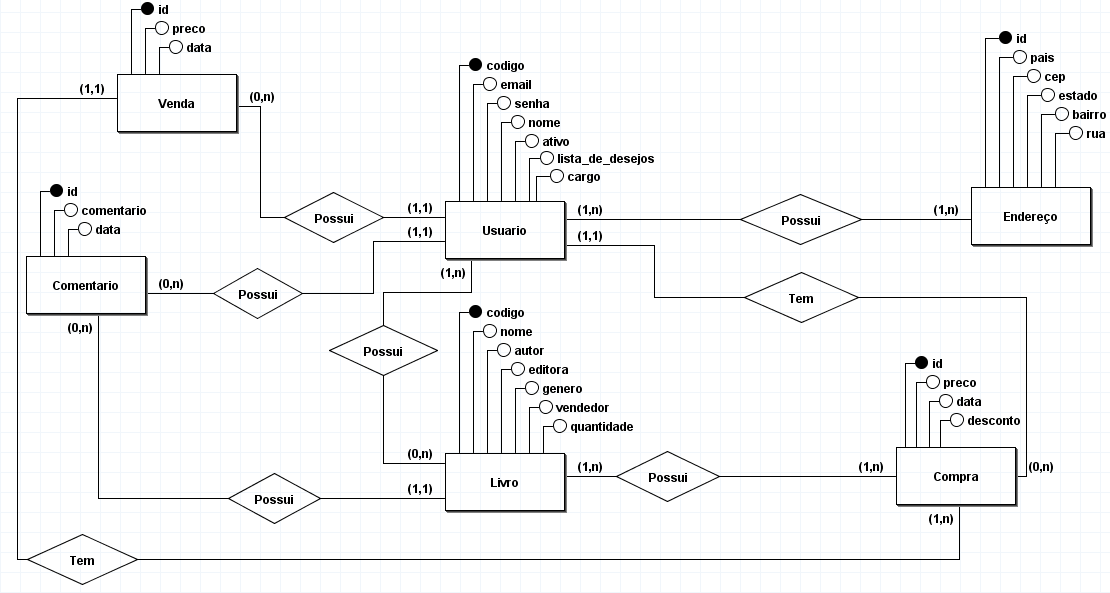 id
preco
data
(1,1)
Venda
(0,n)
codigo
email
senha
nome
ativo
lista_de_desejos
cargo
id
pais
cep
estado
bairro
rua
id
comentario
data
Possui
(1,1)
Usuario
(1,n)
Possui
(1,n)
Endereço
(1,1)
(1,1)
Comentario
(0,n)
Possui
(1,n)
Tem
(0,n)
codigo
nome
autor
editora
genero
vendedor
quantidade
Possui
id
preco
data
desconto
(0,n)
Livro
(1,n)
Possui
(1,n)
Compra
(0,n)
Possui
(1,1)
(1,n)
Tem